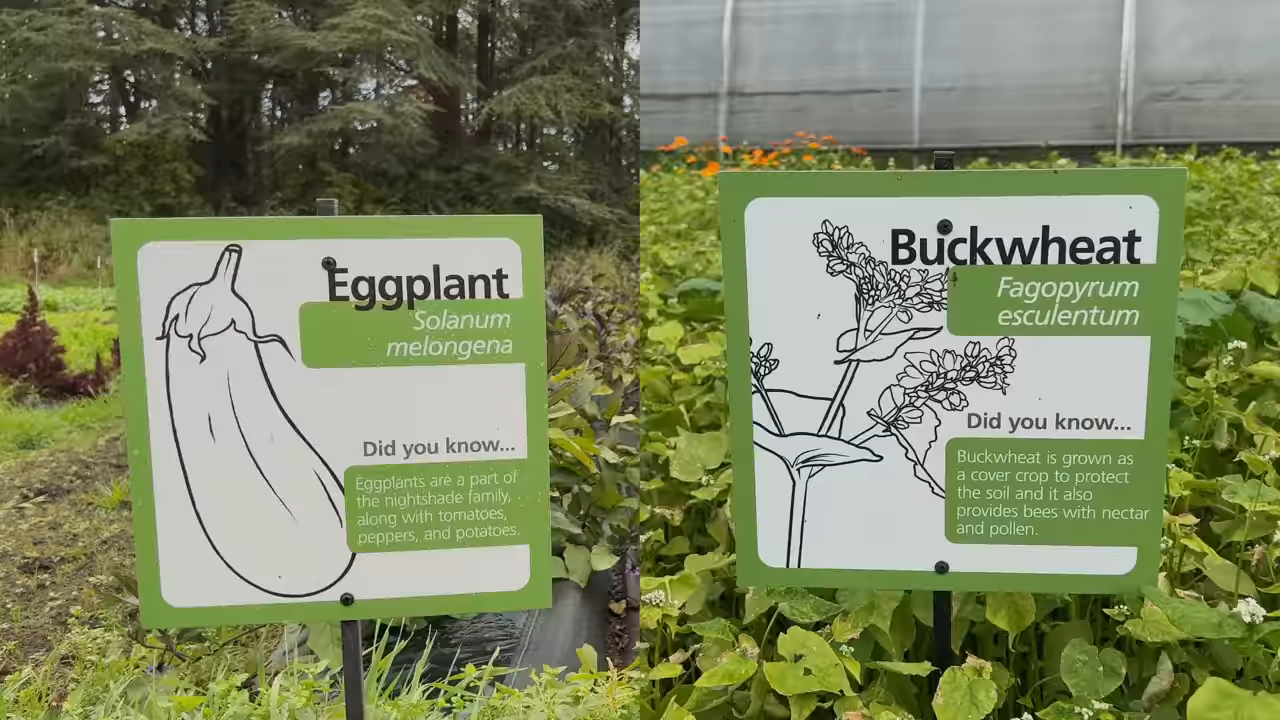 Eggplant
Solanum
melongena
Did you know...
Eggplants are a part of
the nightshade family,
along with tomatoes,
peppers, and potatoes.
Buckwheat
Fagopyrum
esculentum
Did you know...
Buckwheat is grown as
a cover crop to protect
the soil and it also
provides bees with nectar
and pollen.